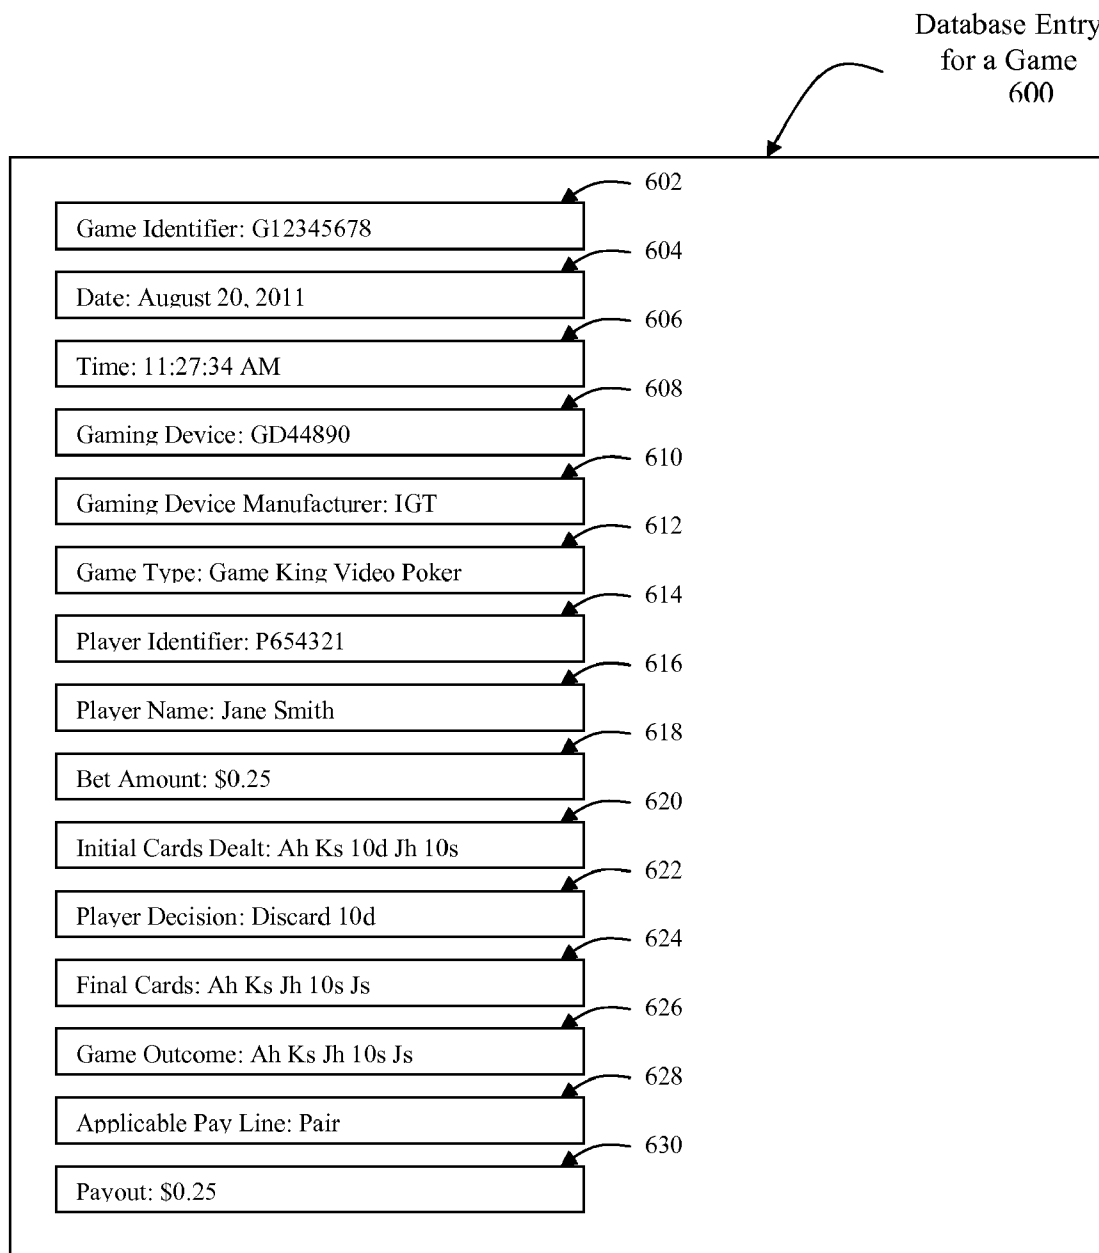 Database Entry
for a Game
600
602
Game Identifier: G12345678
604
Date: August 20, 2011
606
Time: 11:27:34 AM
608
Gaming Device: GD44890
610
Gaming Device Manufacturer: IGT
612
Game Type: Game King Video Poker
614
Player Identifier: P654321
616
Player Name: Jane Smith
618
Bet Amount: $0.25
620
Initial Cards Dealt: Ah Ks 10d Jh 10s
622
Player Decision: Discard 10d
624
Final Cards: Ah Ks Jh 10s Js
626
Game Outcome: Ah Ks Jh 10s Js
628
Applicable Pay Line: Pair
630
Payout: $0.25